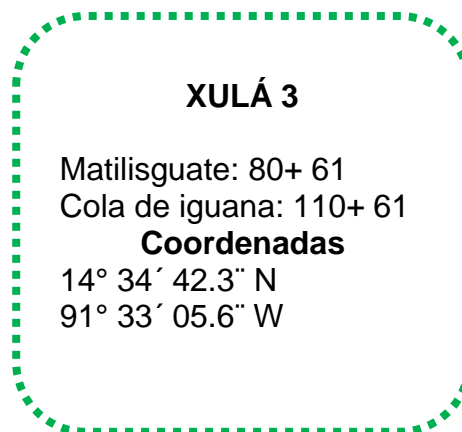 XULÁ 3
Matilisguate: 80+ 61
Cola de iguana: 110+ 61
Coordenadas
14° 34´ 42.3¨ N
91° 33´ 05.6¨ W